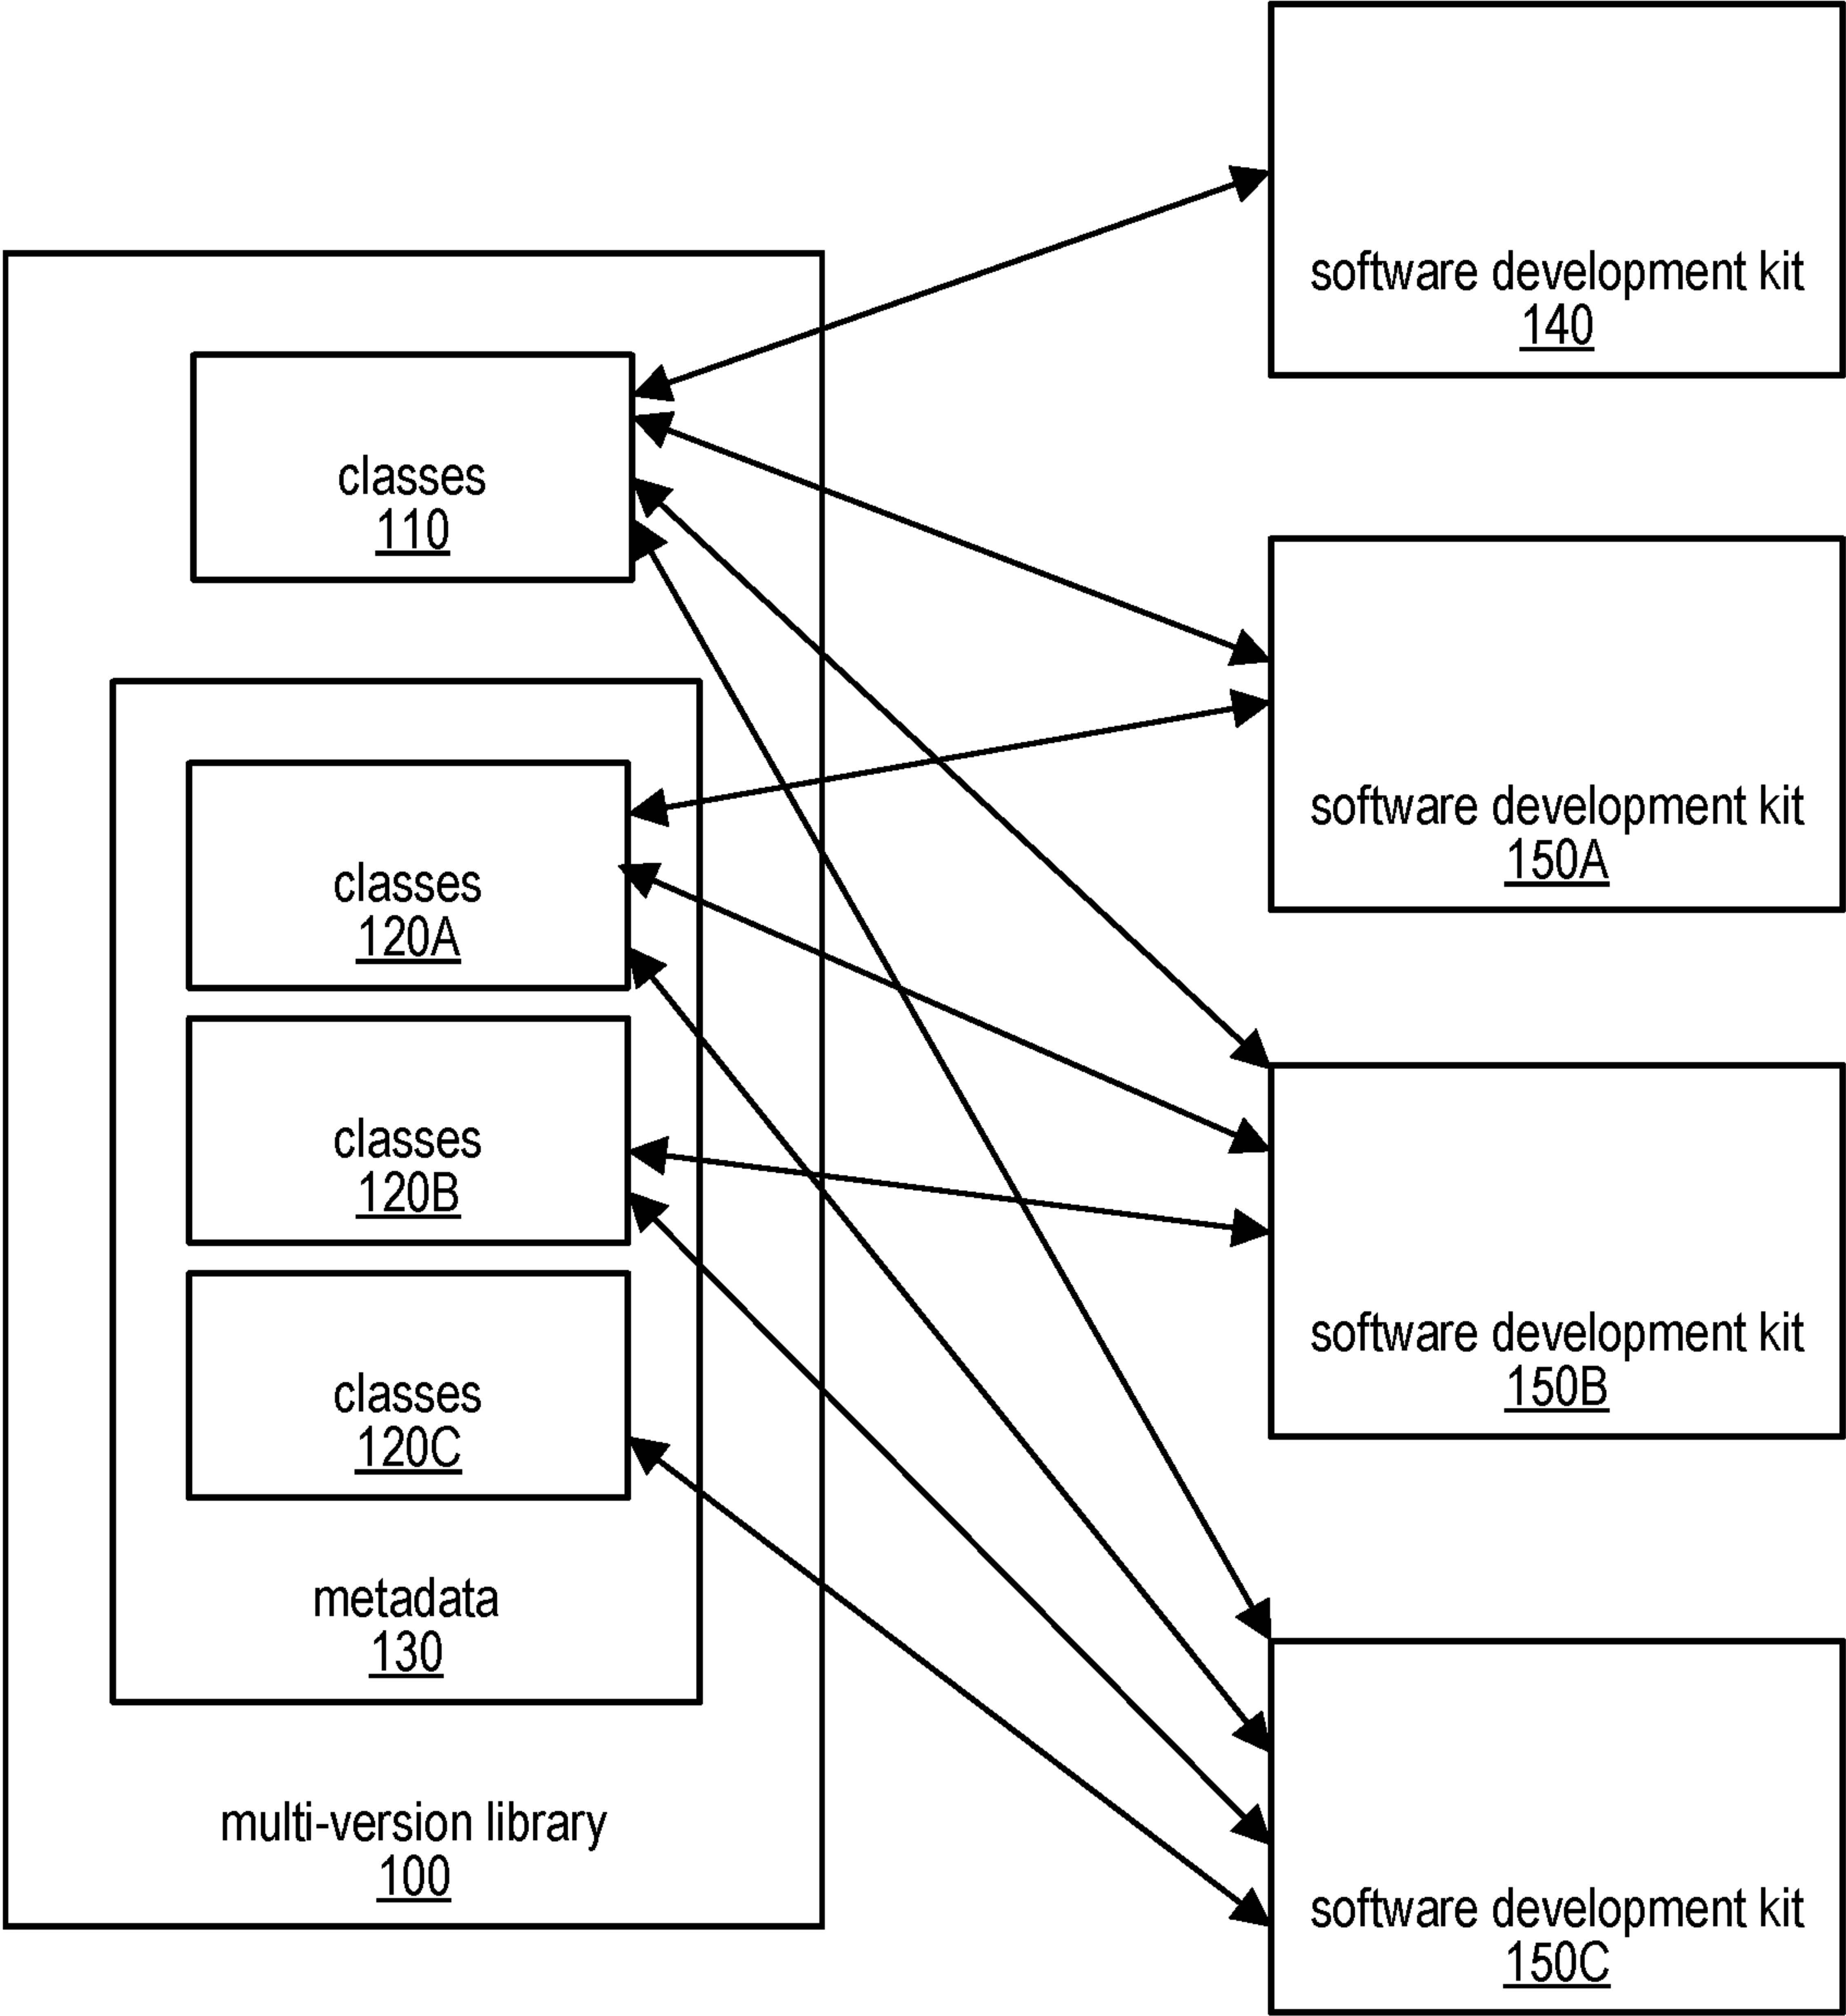 software development kit
140
classes
110
software development kit
150A
classes
120A
classes
120B
software development kit
150B
classes
120C
metadata
130
multi-version library
100
software development kit
150C